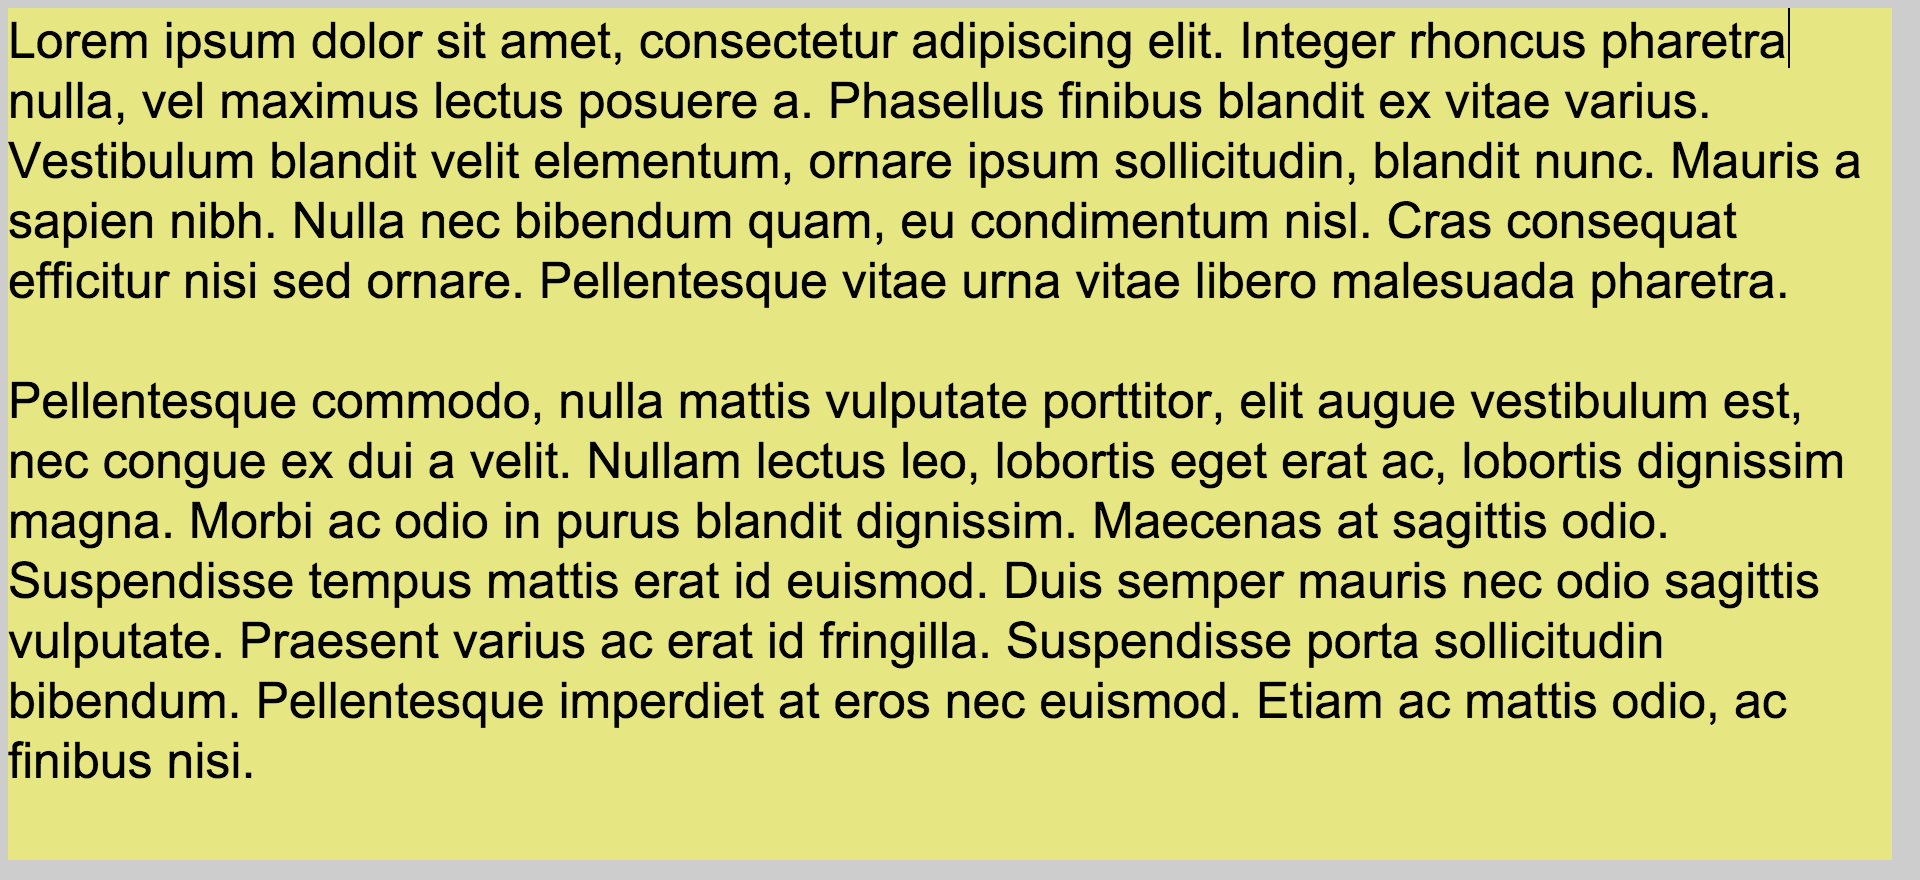 Lorem ipsum dolor sit amet, consectetur adipiscing elit. Integer rhoncus pharetra
nulla, vel maximus lectus posuere a. Phasellus finibus blandit ex vitae varius.
Vestibulum blandit velit elementum, ornare ipsum sollicitudin, blandit nunc. Mauris a
sapien nibh. Nulla nec bibendum quam, eu condimentum nisl. Cras consequat
efficitur nisi sed ornare. Pellentesque vitae urna vitae libero malesuada pharetra.

Pellentesque commodo, nulla mattis vulputate porttitor, elit augue vestibulum est,
nec congue ex dui a velit. Nullam lectus leo, lobortis eget erat ac, lobortis dignissim
magna. Morbi ac odio in purus blandit dignissim. Maecenas at sagittis odio.
Suspendisse tempus mattis erat id euismod. Duis semper mauris nec odio sagittis
vulputate. Praesent varius ac erat id fringilla. Suspendisse porta sollicitudin
bibendum. Pellentesque imperdiet at eros nec euismod. Etiam ac mattis odio, ac
finibus nisi.